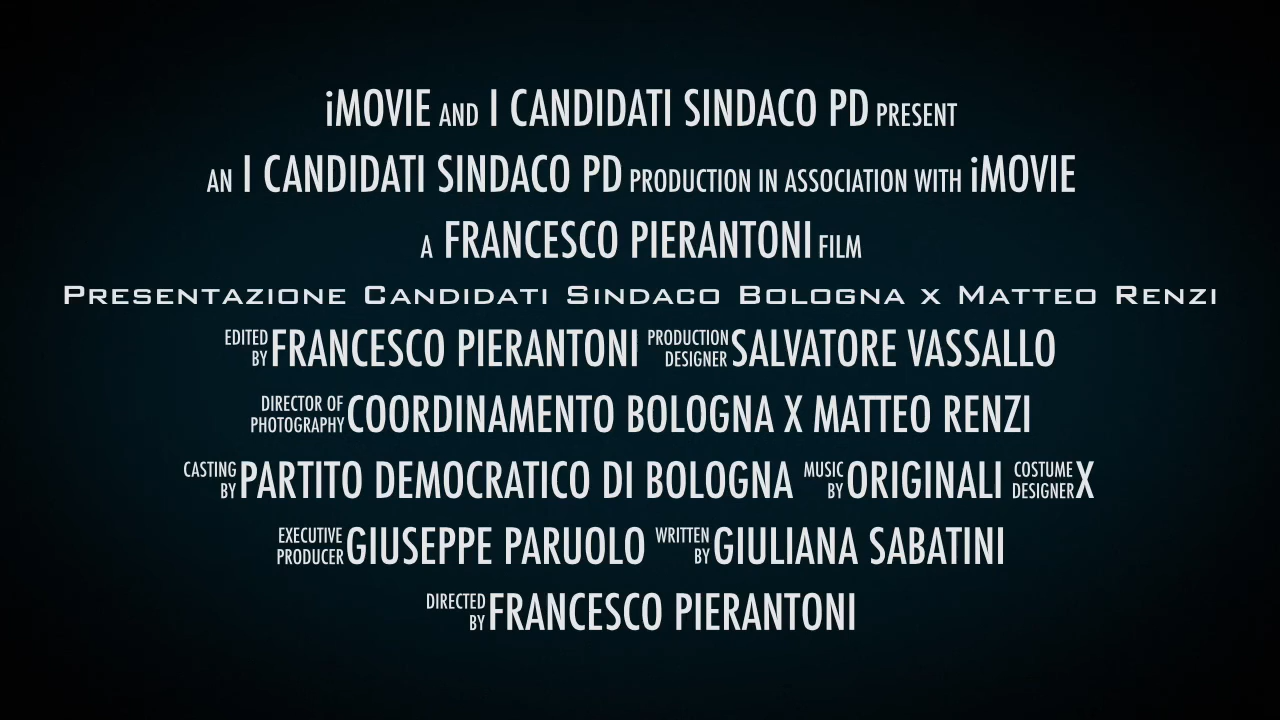 iMOVIE AND I CANDIDATI SINDACO PD PRESENT
AN I CANDIDATI SINDACO PD PRODUCTION IN ASSOCIATION WITH iMOVIE
A FRANCESCO PIERANTONI FILM
PRESENTAZIONE CANDIDATI SINDACO BOLOGNA X MATTEO RENZI
EDITED BY FRANCESCO PIERANTONI PRODUCTION DESIGNER SALVATORE VASSALLO
DIRECTOR OF PHOTOGRAPHY COORDINAMENTO BOLOGNA X MATTEO RENZI
CASTING BY PARTITO DEMOCRATICO DI BOLOGNA MUSIC BY ORIGINALI COSTUME DESIGNER X
EXECUTIVE PRODUCER GIUSEPPE PARUOLO WRITTEN BY GIULIANA SABATINI
DIRECTED BY FRANCESCO PIERANTONI